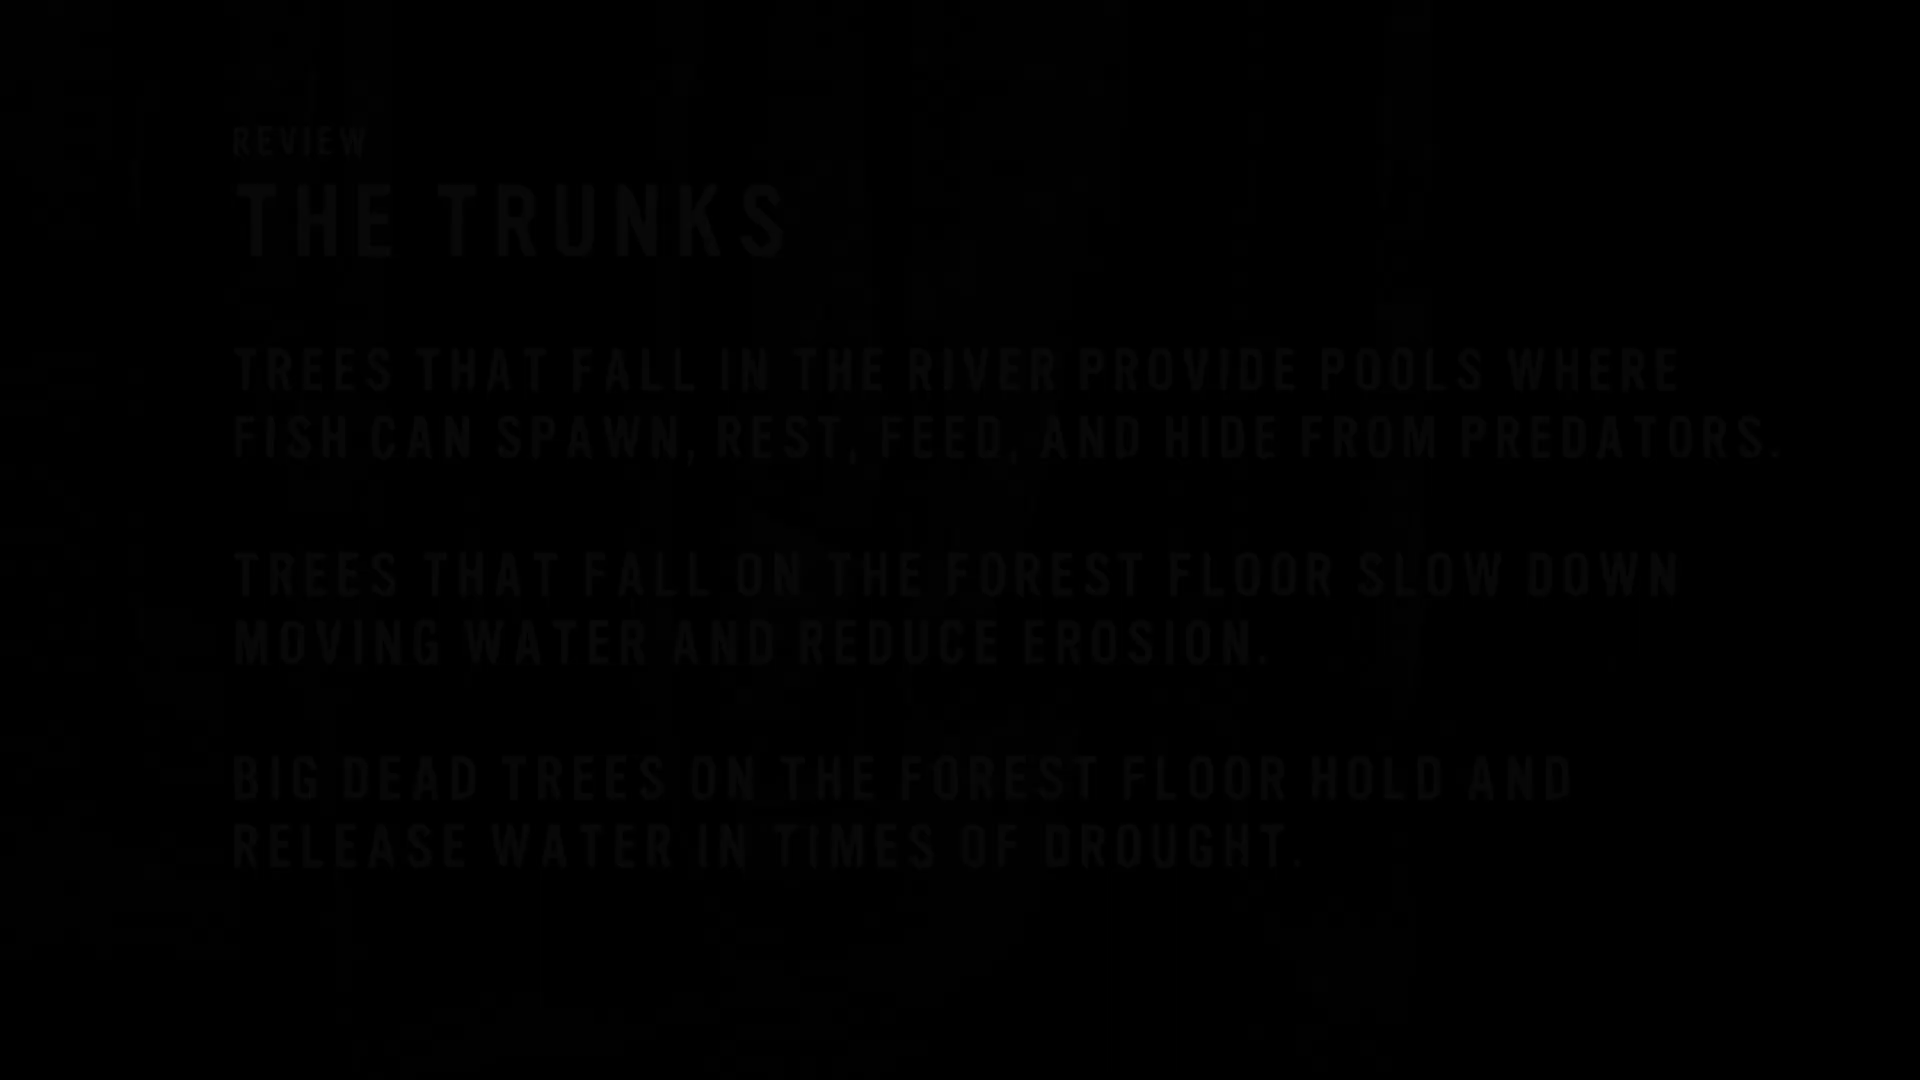 REVIEW
THE TRUNKS
TREES THAT FALL IN THE RIVER PROVIDE POOLS WHERE
FISH CAN SPAWN, REST, FEED, AND HIDE FROM PREDATORS.
TREES THAT FALL ON THE FOREST FLOOR SLOW DOWN
MOVING WATER AND REDUCE EROSION.
BIG DEAD TREES ON THE FOREST FLOOR HOLD AND
RELEASE WATER IN TIMES OF DROUGHT.